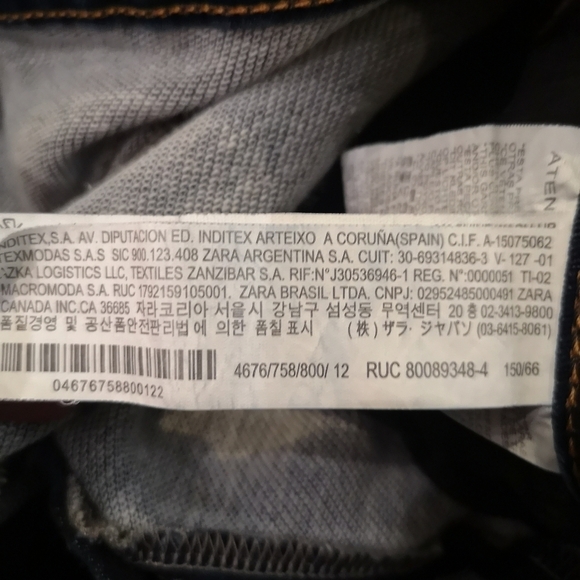 INDITEX,S.A. AV. DIPUTACION ED. INDITEX ARTEIXO A CORUÑA(SPAIN) C.I.F. A-15075062
TEXMODAS S.A.S SIC 900.123.408 ZARA ARGENTINA S.A. CUIT: 30-69314836-3 V-127 -01
LOGISTICS LLC, TEXTILES ZANZIBAR S.A. RIF:NºJ30536946-1 REG. Nº:0000051 TI-02
MACROMODA S.A. RUC 1792159105001. ZARA BRASIL LTDA. CNPJ: 02952485000491 ZARA
CANADA INC.CA 36685 자라코리아 서울시 강남구 삼성동 무역센터 20 층 02-3413-9800
품질경영 및 공산품안전관리법에 의한 품질표시 (株) ザラ・ジャパン (03-6415-8061)
4676/758/800/ 12 RUC 80089348-4 150/66
04676758800122
ATEN